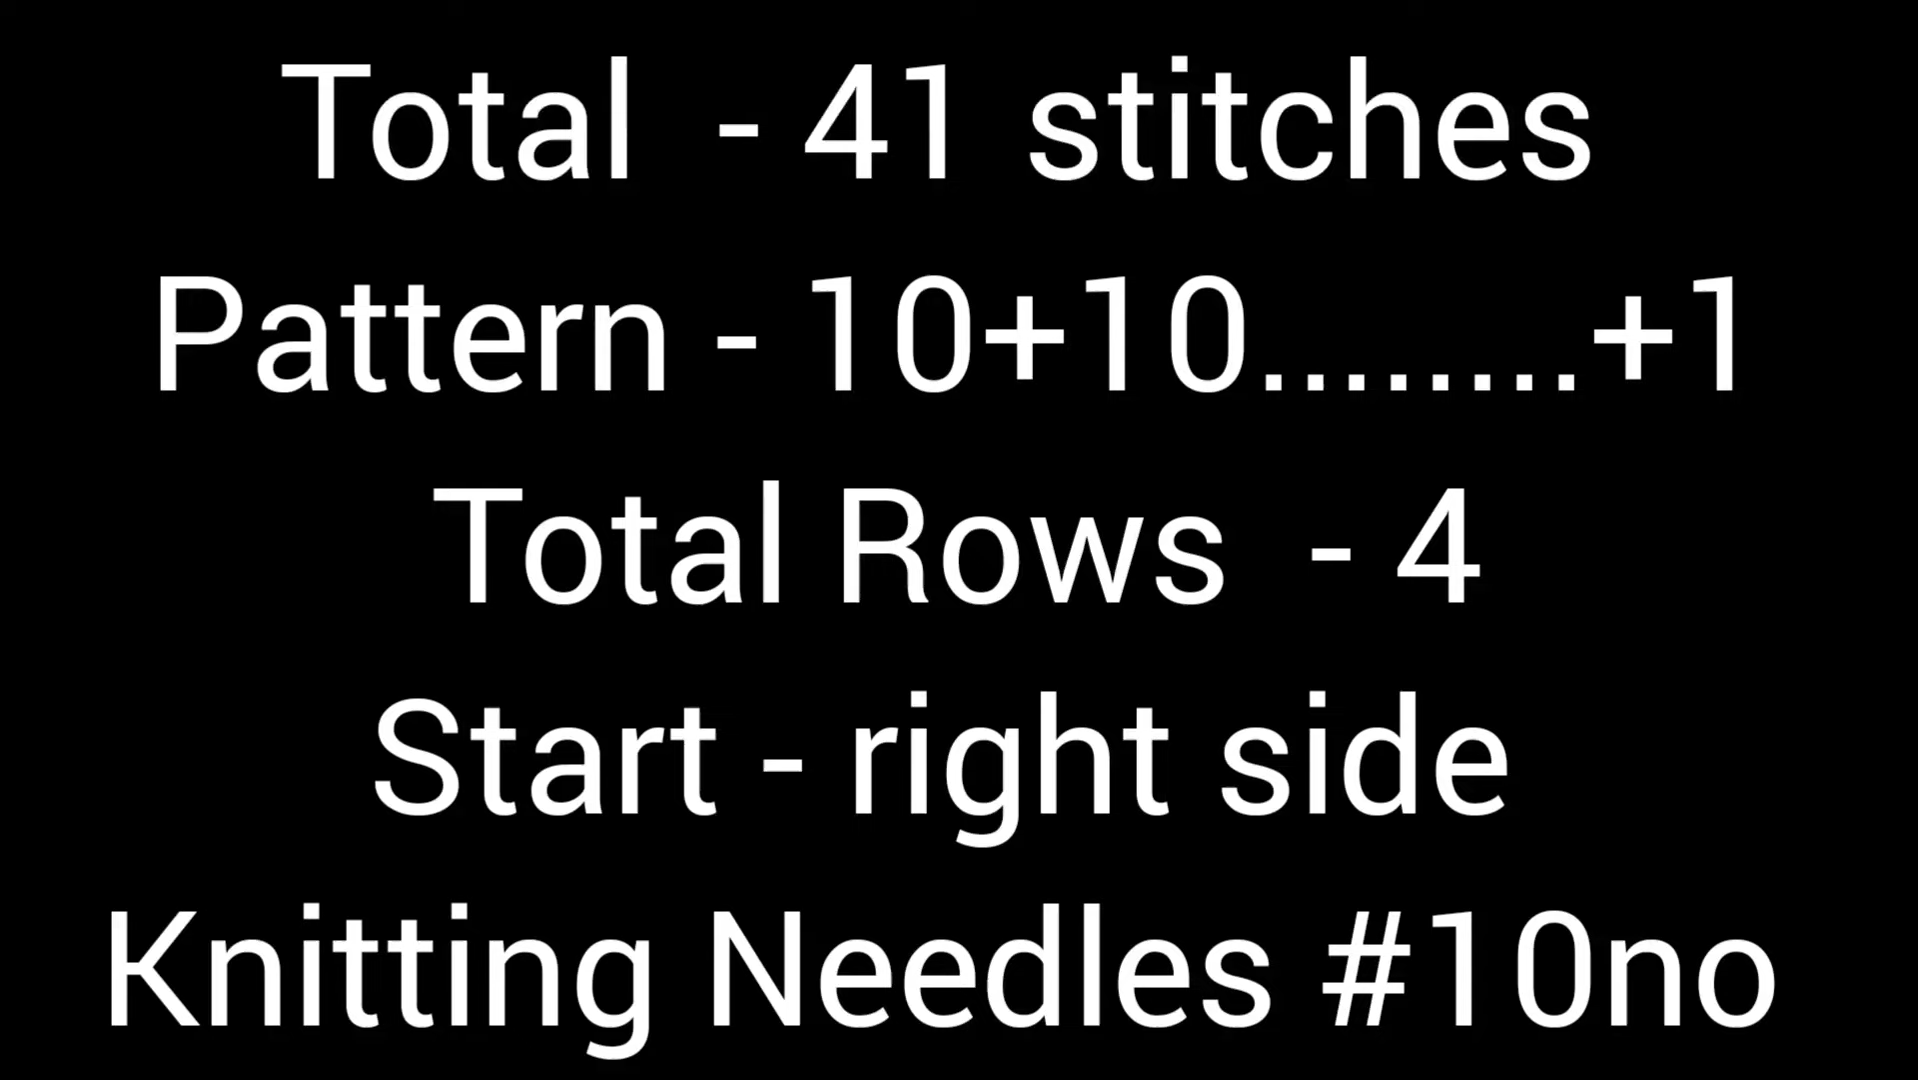 Total - 41 stitches
Pattern - 10+10........+1
Total Rows - 4
Start - right side
Knitting Needles #10no